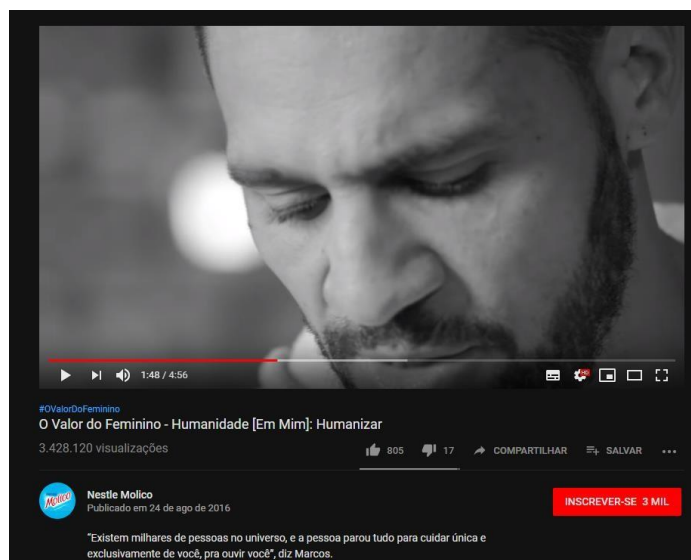 1:48 / 4:56
HD
#OValorDoFeminino
O Valor do Feminino - Humanidade [Em Mim]: Humanizar
3.428.120 visualizações
805 17 COMPARTILHAR SALVAR
Molico
Nestle Molico
Publicado em 24 de ago de 2016
INSCREVER-SE 3 MIL
"Existem milhares de pessoas no universo, e a pessoa parou tudo para cuidar única e
exclusivamente de você, pra ouvir você", diz Marcos.